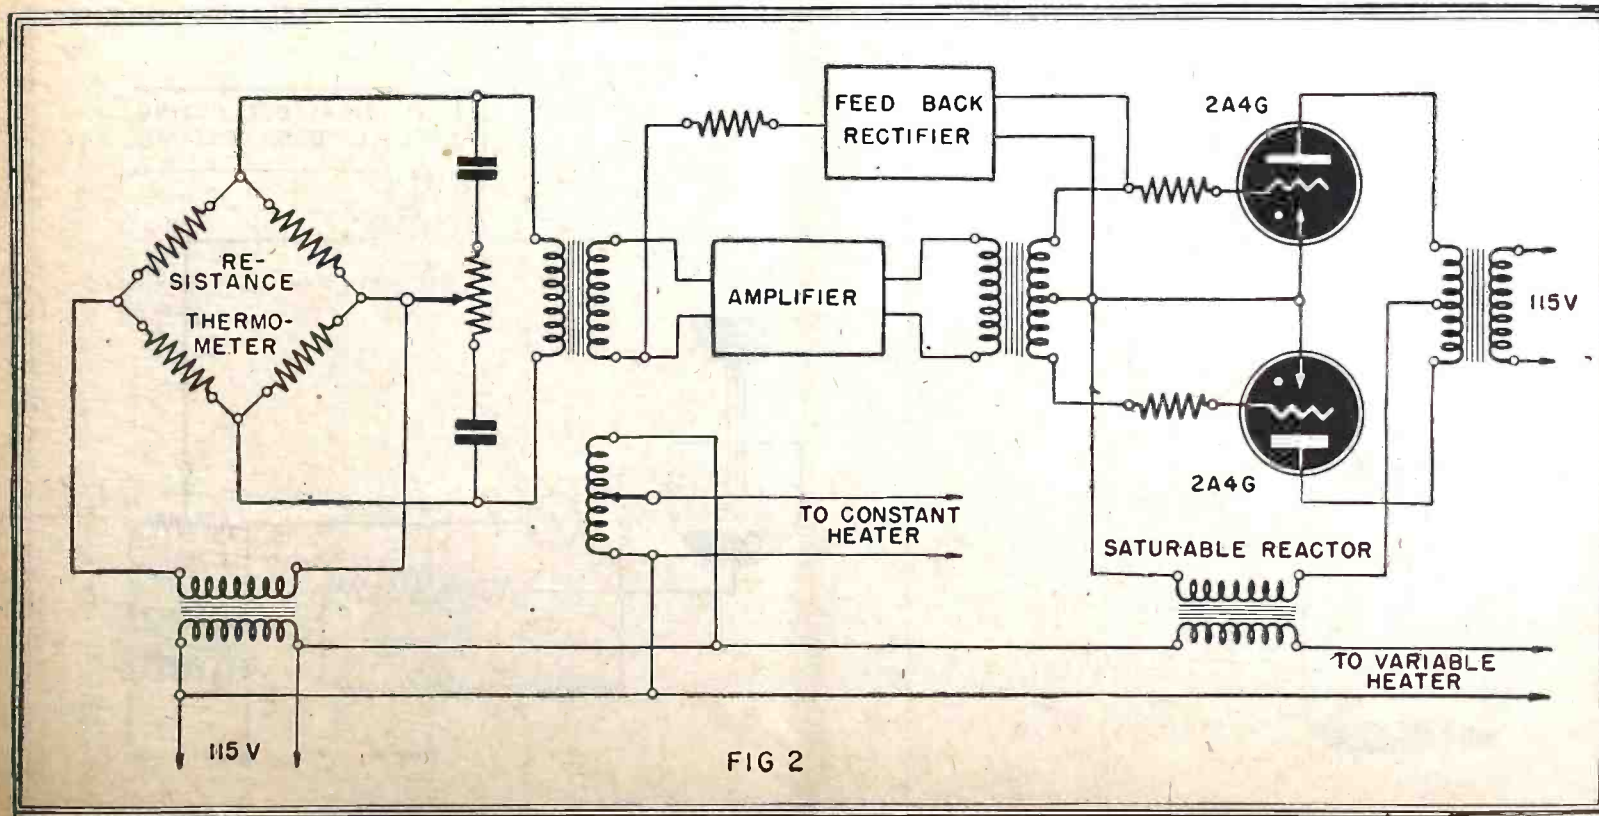 FEED BACK
RECTIFIER
2A4G
RE-
SISTANCE
THERMO-
METER
AMPLIFIER
115V
2A4G
TO CONSTANT
HEATER
SATURABLE REACTOR
TO VARIABLE
HEATER
115 V
FIG 2